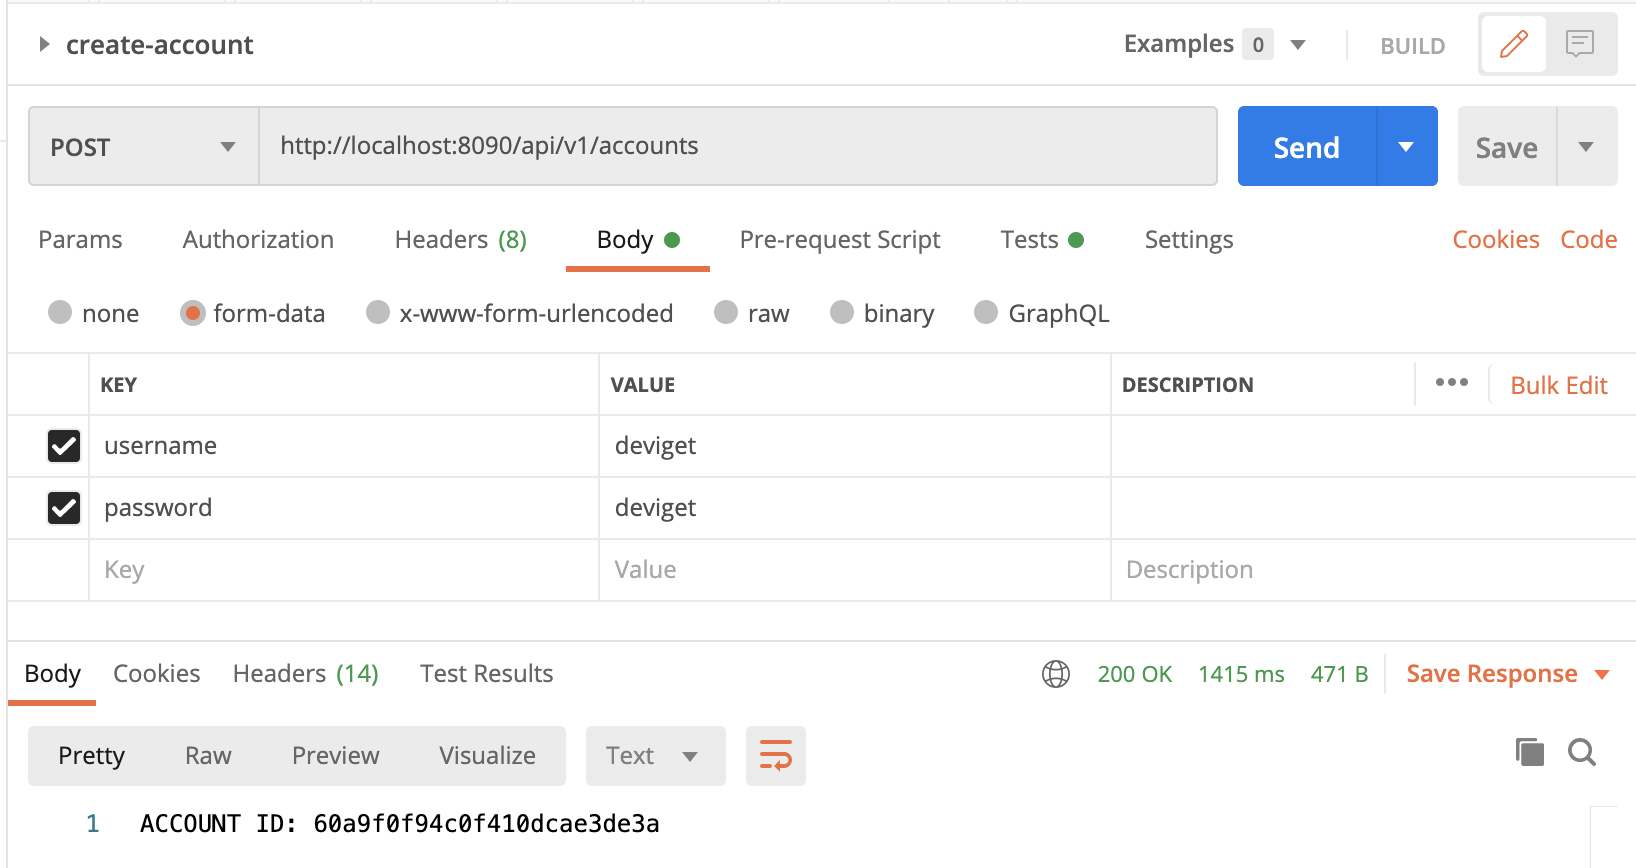 create-account Examples 0 BUILD
POST http://localhost:8090/api/v1/accounts Send Save
Params Authorization Headers (8) Body Pre-request Script Tests Settings Cookies Code
none form-data x-www-form-urlencoded raw binary GraphQL
KEY VALUE DESCRIPTION ••• Bulk Edit
username deviget
password deviget
Key Value Description
Body Cookies Headers (14) Test Results 200 OK 1415 ms 471 B Save Response
Pretty Raw Preview Visualize Text
1 ACCOUNT ID: 60a9f0f94c0f410dcae3de3a